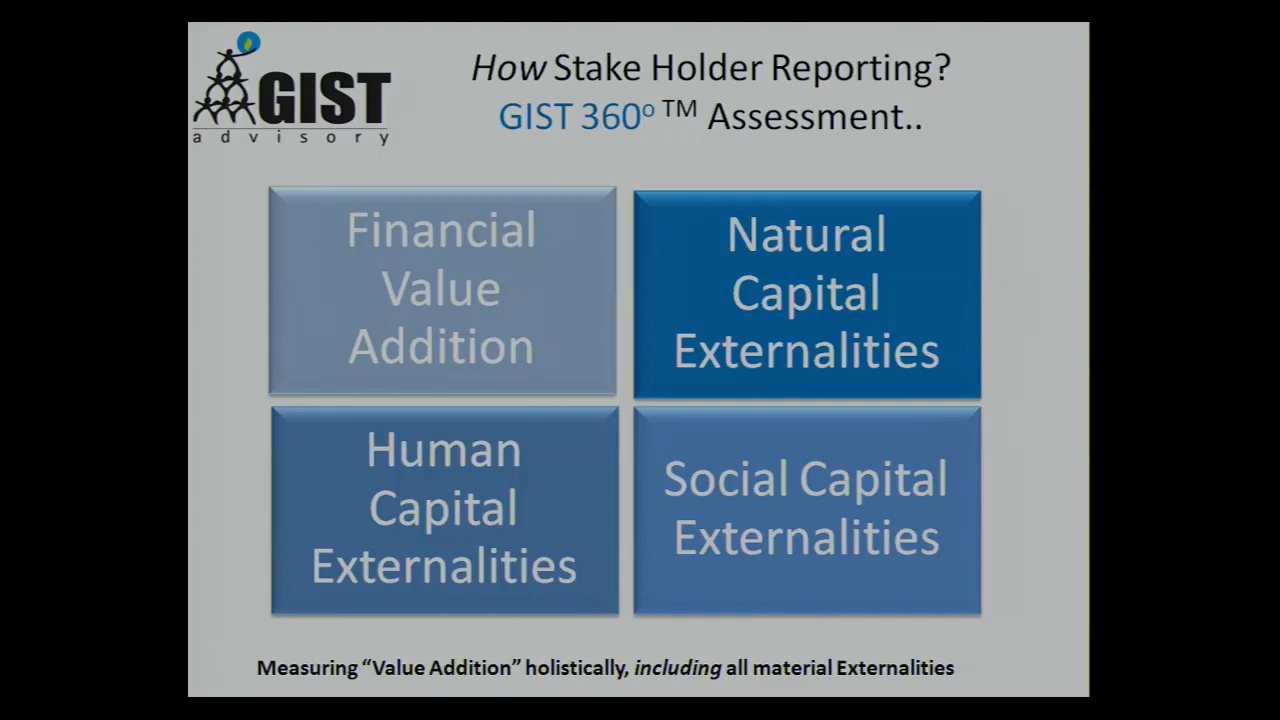 GIST
advisory
How Stake Holder Reporting?
GIST 360° ™ Assessment..
Financial
Value
Addition
Natural
Capital
Externalities
Human
Capital
Externalities
Social Capital
Externalities
Measuring “Value Addition” holistically, including all material Externalities